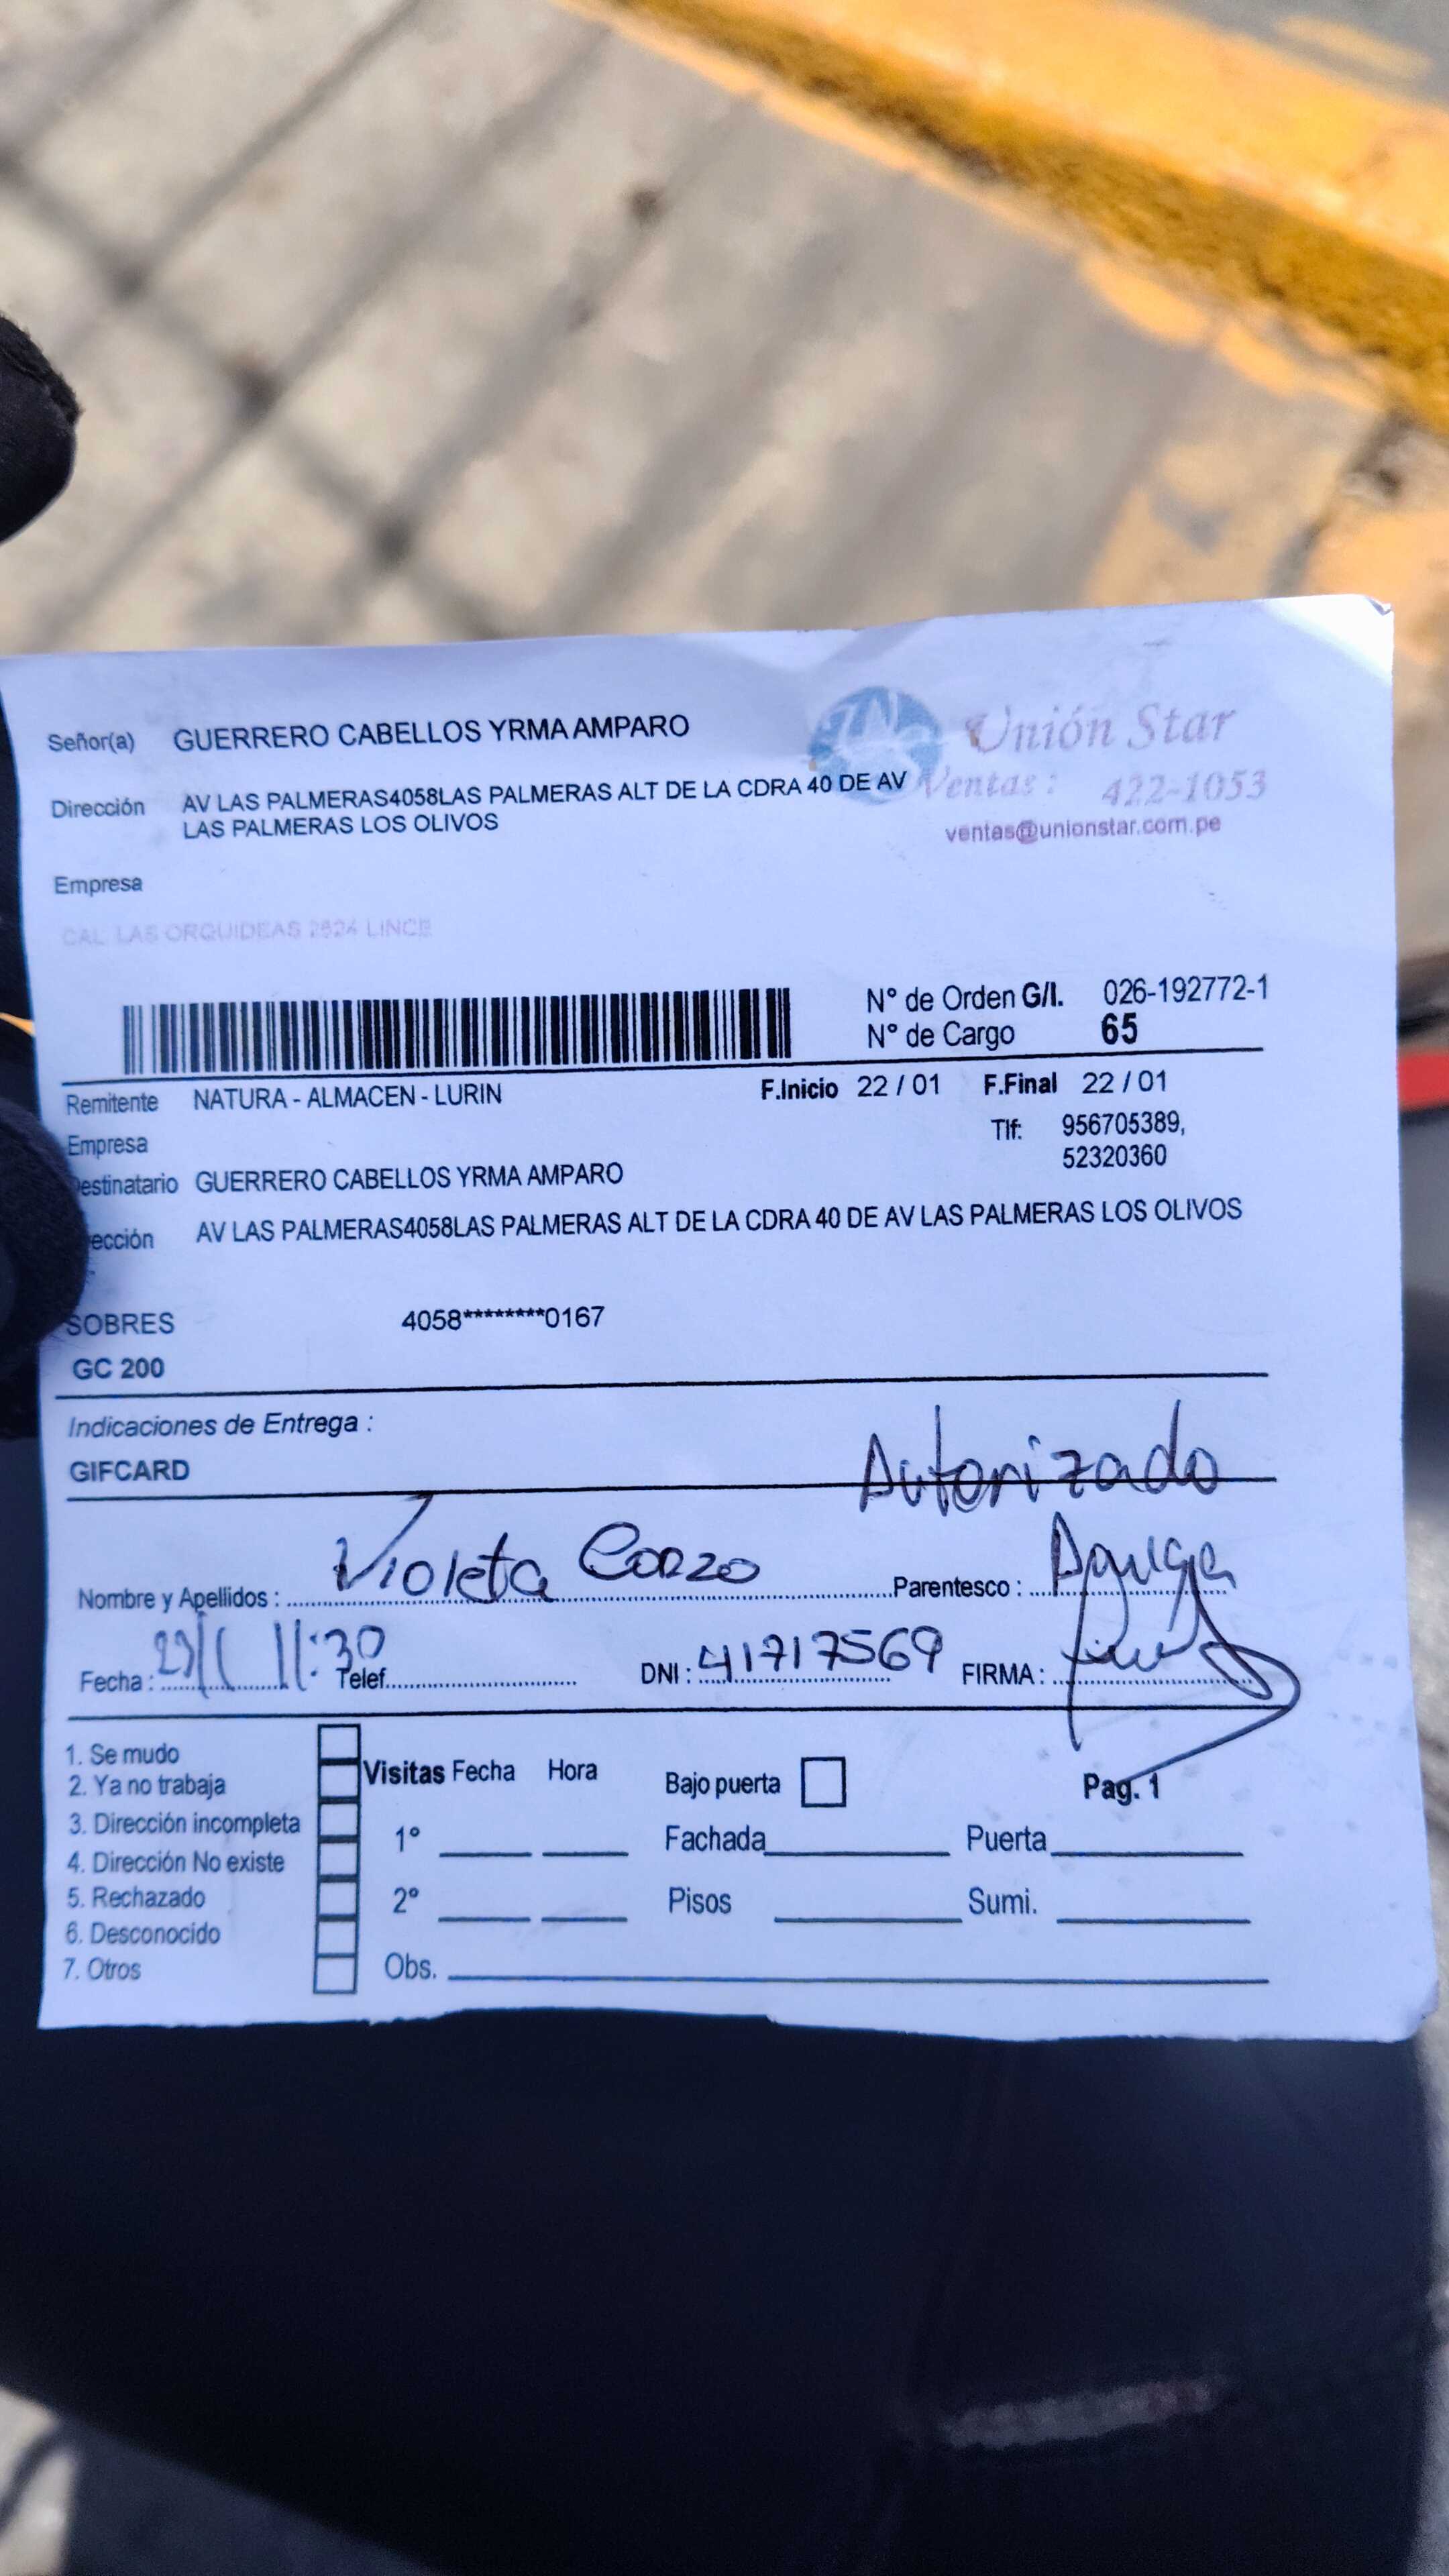 Señor(a) GUERRERO CABELLOS YRMA AMPARO
Unión Star
Dirección AV LAS PALMERAS4058LAS PALMERAS ALT DE LA CDRA 40 DE AV
LAS PALMERAS LOS OLIVOS
Ventas : 422-1053
ventas@unionstar.com.pe
Empresa
CAL. LAS ORQUIDEAS 2624 LINCE
N° de Orden G/I. 026-192772-1
N° de Cargo 65
Remitente NATURA - ALMACEN - LURIN F.Inicio 22 / 01 F.Final 22 / 01
Empresa Tlf: 956705389,
52320360
estinatario GUERRERO CABELLOS YRMA AMPARO
ección AV LAS PALMERAS4058LAS PALMERAS ALT DE LA CDRA 40 DE AV LAS PALMERAS LOS OLIVOS
SOBRES 4058********0167
GC 200
Indicaciones de Entrega :
GIFCARD
Autorizado
Nombre y Apellidos : Violeta Corzo Parentesco :
Fecha : 11:30 Telef. DNI : 41717569 FIRMA :
1. Se mudo
2. Ya no trabaja
3. Dirección incompleta
4. Dirección No existe
5. Rechazado
6. Desconocido
7. Otros
Visitas Fecha Hora Bajo puerta Pag. 1
1° Fachada Puerta
2° Pisos Sumi.
Obs.